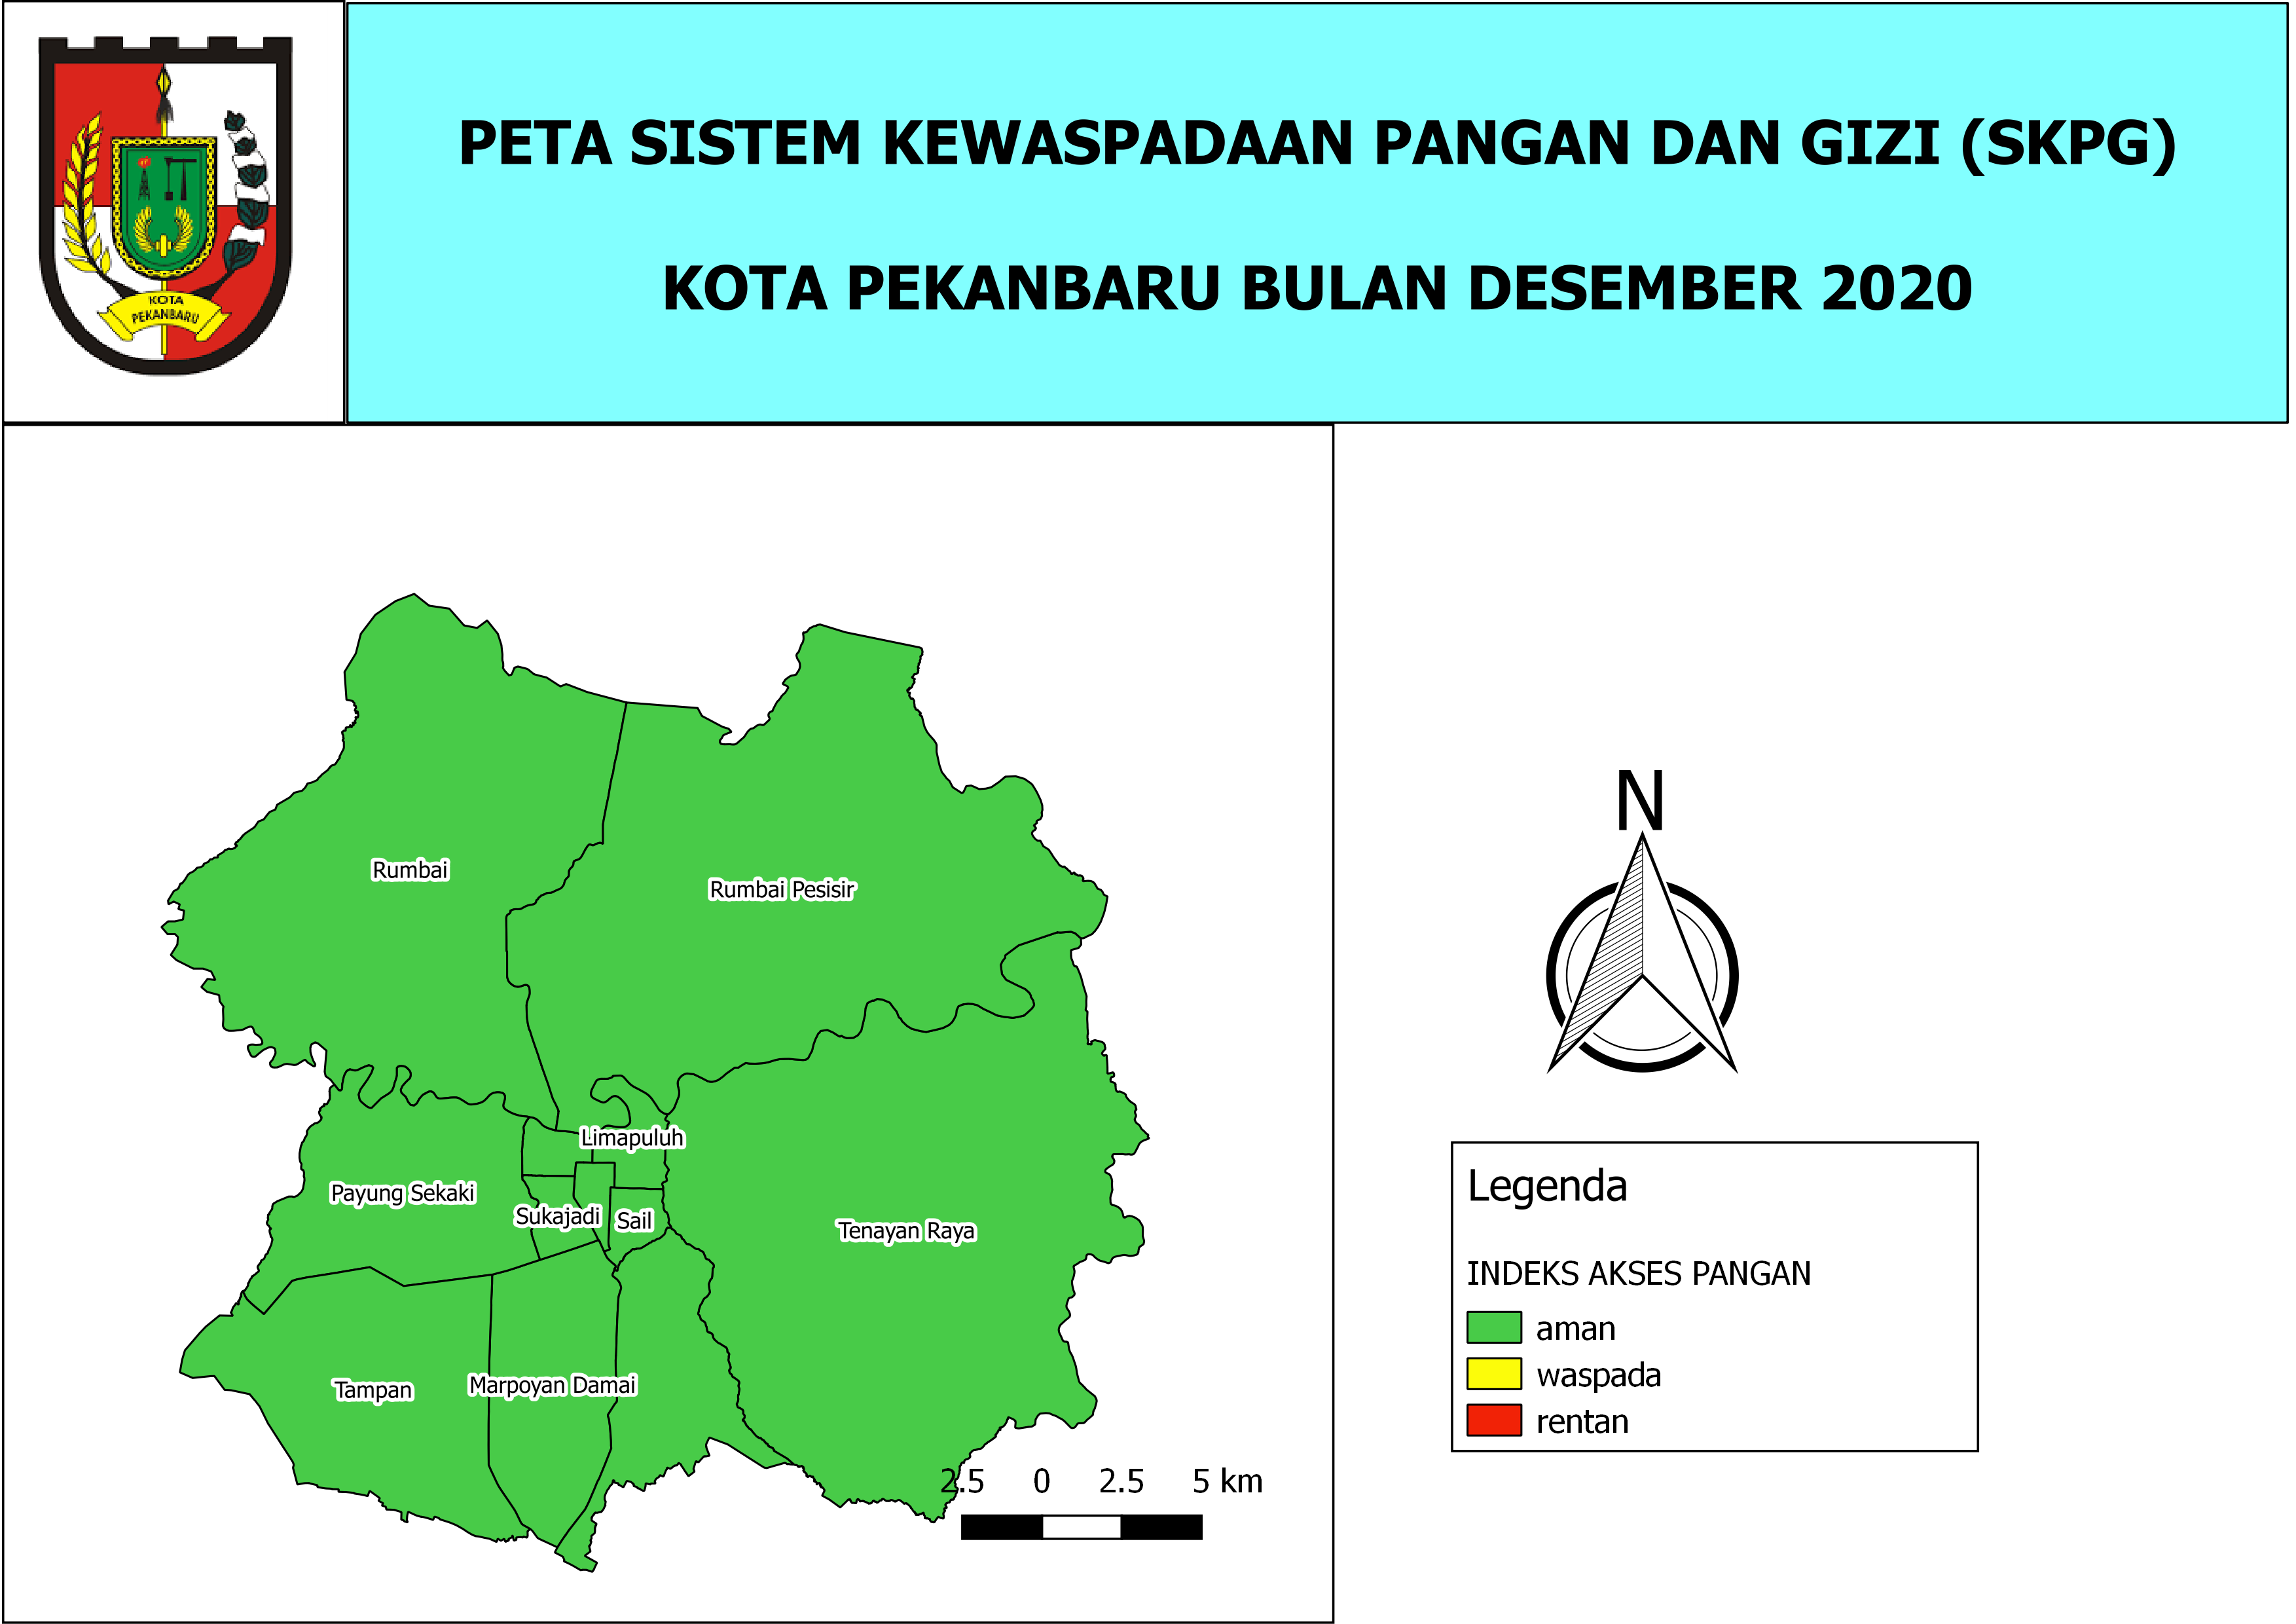 PETA SISTEM KEWASPADAAN PANGAN DAN GIZI (SKPG)
KOTA PEKANBARU BULAN DESEMBER 2020
KOTA
PEKANBARU
Rumbai
Rumbai Pesisir
Limapuluh
Payung Sekaki
Sukajadi
Sail
Tenayan Raya
Tampan
Marpoyan Damai
2.5 0 2.5 5 km
N
Legenda
INDEKS AKSES PANGAN
aman
waspada
rentan